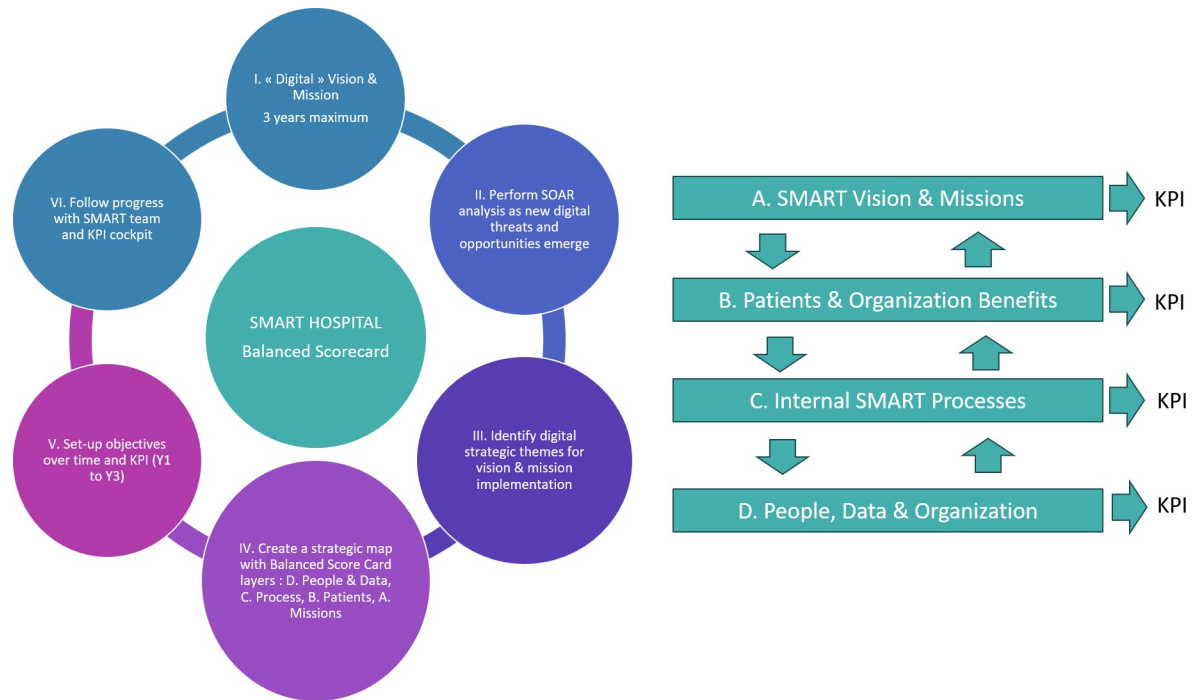 I. « Digital » Vision &
Mission
3 years maximum
II. Perform SOAR
analysis as new digital
threats and
opportunities emerge
III. Identify digital
strategic themes for
vision & mission
implementation
IV. Create a strategic map
with Balanced Score Card
layers : D. People & Data,
C. Process, B. Patients, A.
Missions
V. Set-up objectives
over time and KPI (Y1
to Y3)
VI. Follow progress
with SMART team
and KPI cockpit
SMART HOSPITAL
Balanced Scorecard
A. SMART Vision & Missions
KPI
B. Patients & Organization Benefits
KPI
C. Internal SMART Processes
KPI
D. People, Data & Organization
KPI